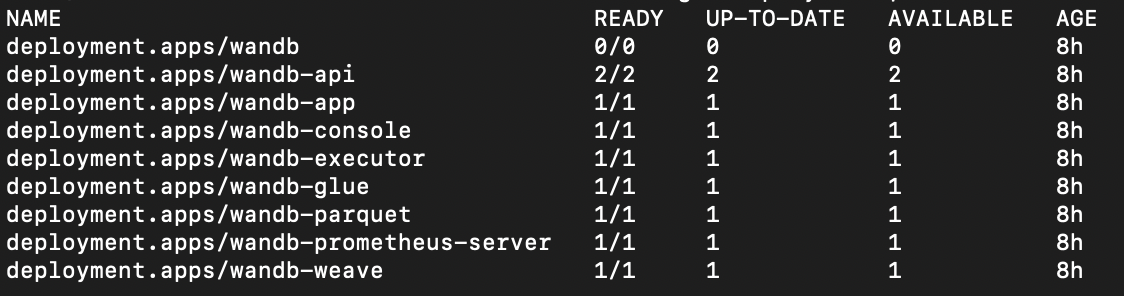 NAME READY UP-TO-DATE AVAILABLE AGE
deployment.apps/wandb 0/0 0 0 8h
deployment.apps/wandb-api 2/2 2 2 8h
deployment.apps/wandb-app 1/1 1 1 8h
deployment.apps/wandb-console 1/1 1 1 8h
deployment.apps/wandb-executor 1/1 1 1 8h
deployment.apps/wandb-glue 1/1 1 1 8h
deployment.apps/wandb-parquet 1/1 1 1 8h
deployment.apps/wandb-prometheus-server 1/1 1 1 8h
deployment.apps/wandb-weave 1/1 1 1 8h